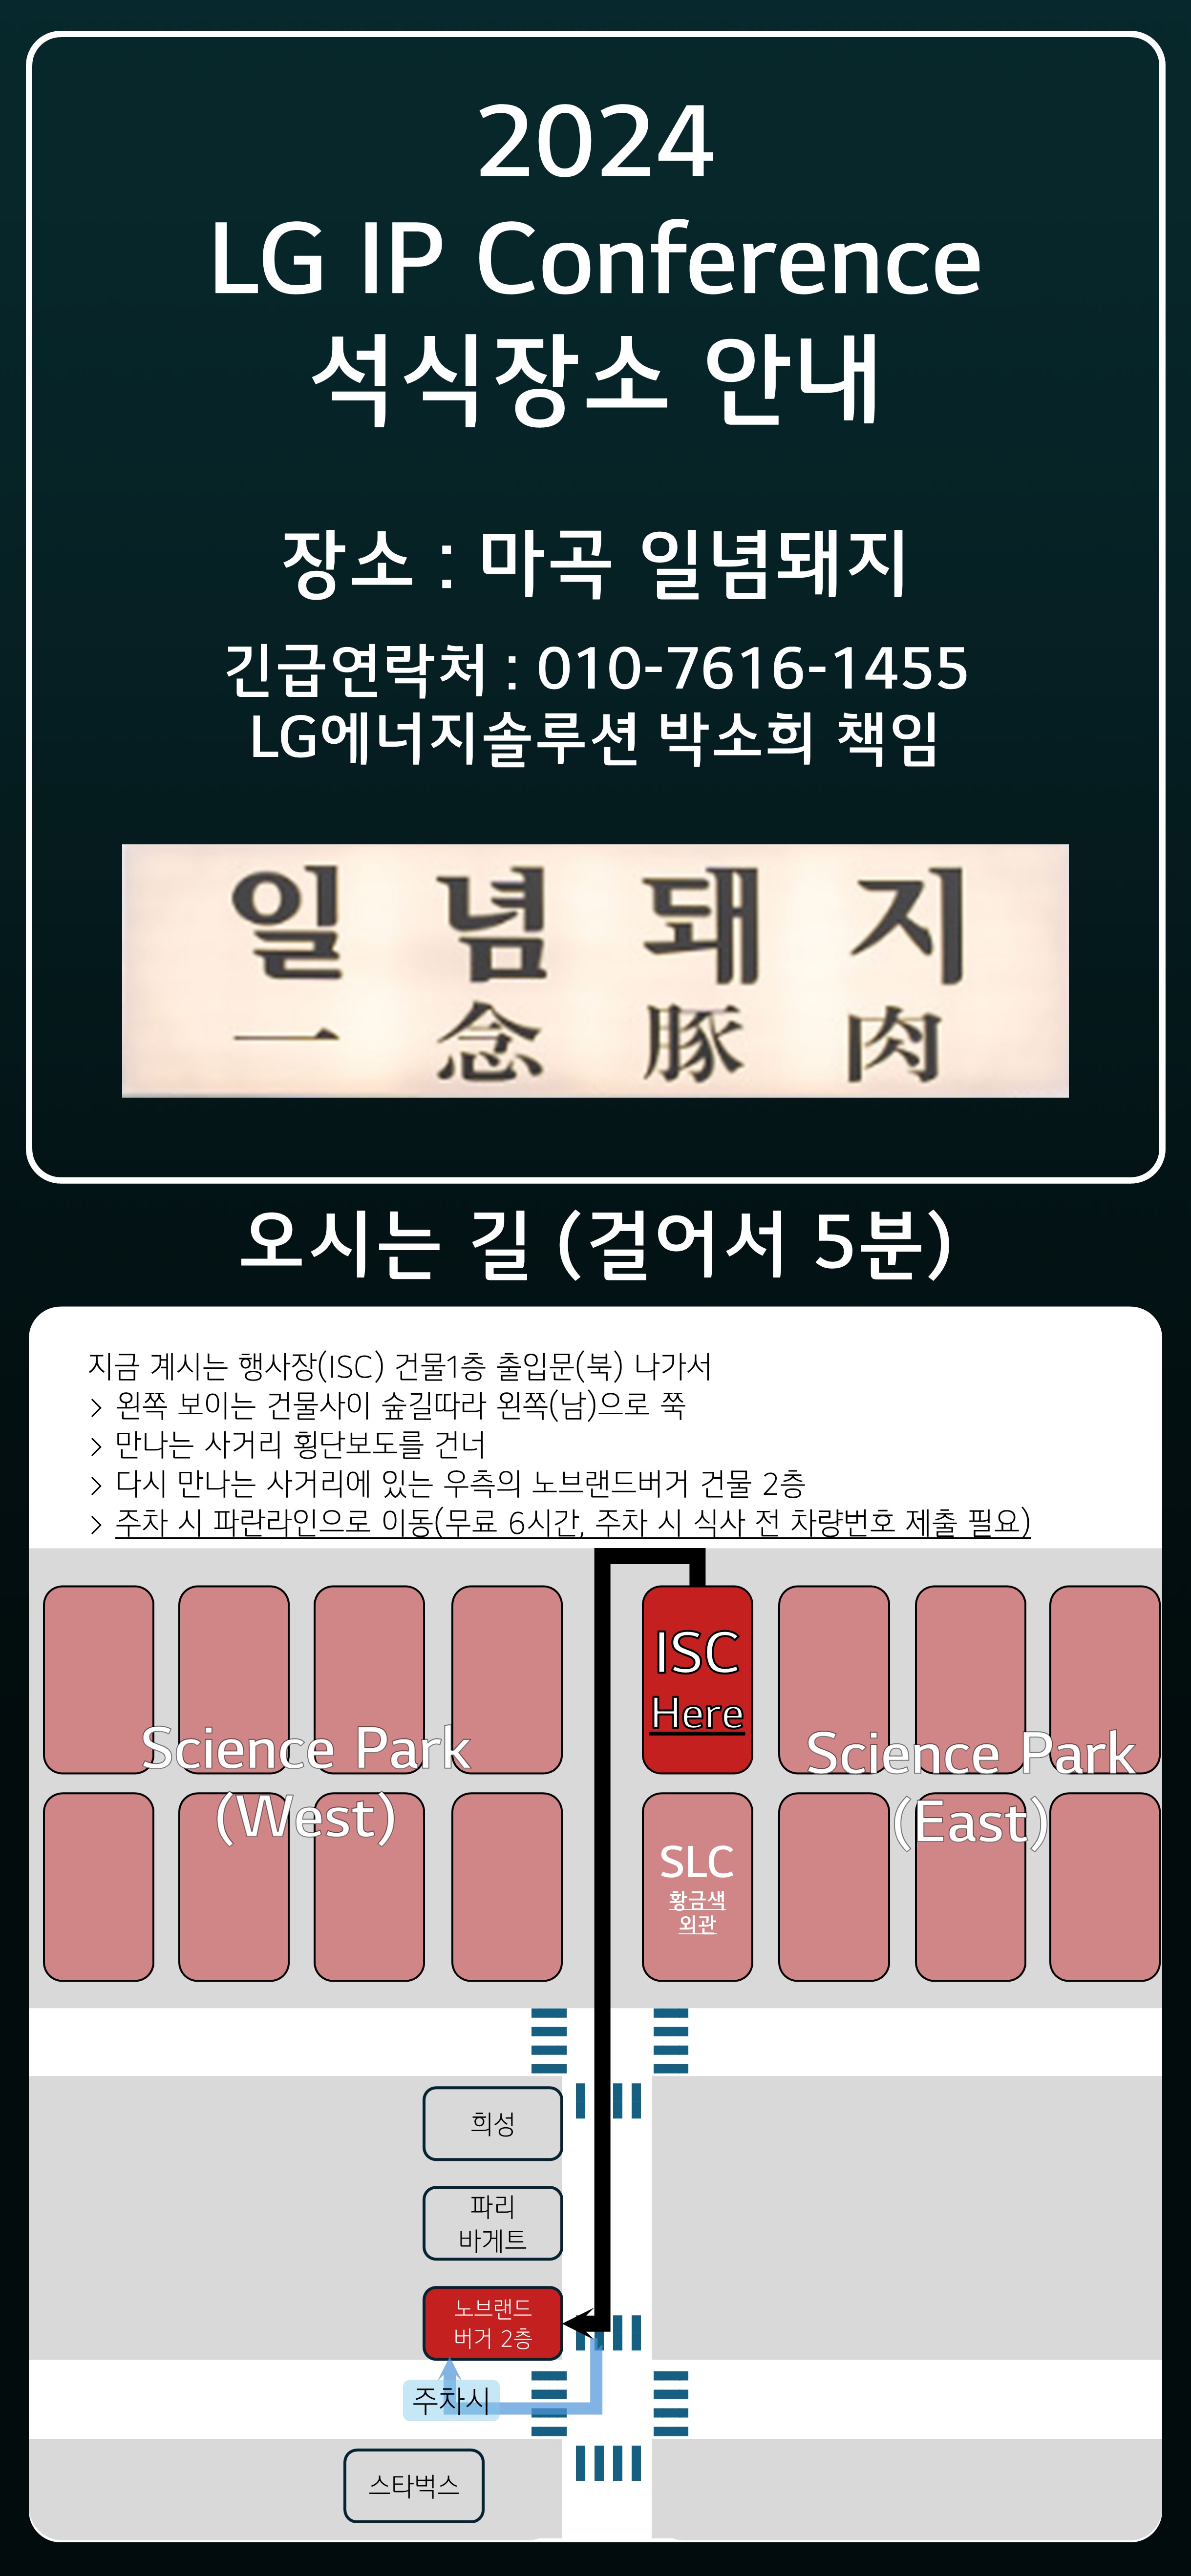 2024
LG IP Conference
석식장소 안내
장소 : 마곡 일념돼지
긴급연락처 : 010-7616-1455
LG에너지솔루션 박소희 책임
일념돼지
一念豚肉
오시는 길 (걸어서 5분)
지금 계시는 행사장(ISC) 건물1층 출입문(북) 나가서
> 왼쪽 보이는 건물사이 숲길따라 왼쪽(남)으로 쭉
> 만나는 사거리 횡단보도를 건너
> 다시 만나는 사거리에 있는 우측의 노브랜드버거 건물 2층
> 주차 시 파란라인으로 이동(무료 6시간, 주차 시 식사 전 차량번호 제출 필요)
ISC
Here
Science Park
(West)
Science Park
(East)
SLC
황금색
외관
희성
파리
바게트
노브랜드
버거 2층
주차시
스타벅스